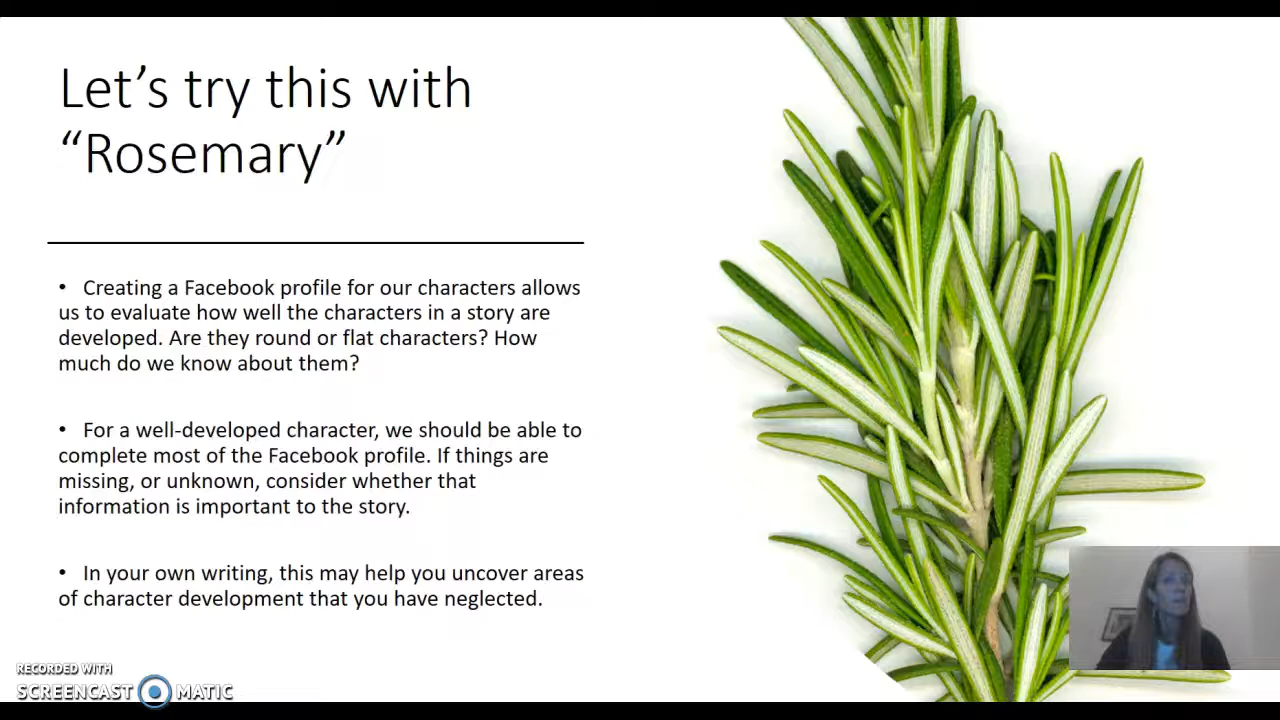 Let’s try this with
“Rosemary”
• Creating a Facebook profile for our characters allows
us to evaluate how well the characters in a story are
developed. Are they round or flat characters? How
much do we know about them?
• For a well-developed character, we should be able to
complete most of the Facebook profile. If things are
missing, or unknown, consider whether that
information is important to the story.
• In your own writing, this may help you uncover areas
of character development that you have neglected.
RECORDED WITH
SCREENCAST MATIC